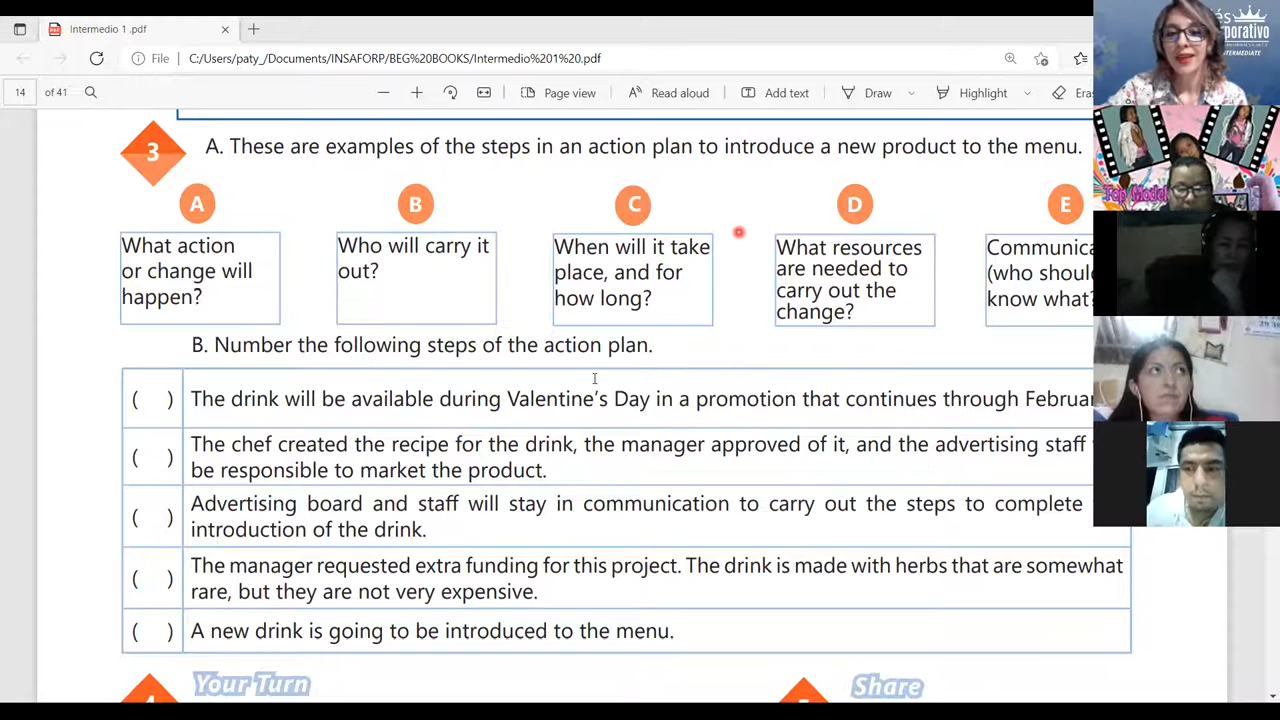 Intermedio 1 .pdf
File
C:/Users/paty_/Documents/INSAFORP/BEG%20BOOKS/Intermedio%201%20.pdf
14 of 41
Page view
Read aloud
Add text
Draw
Highlight
3
A. These are examples of the steps in an action plan to introduce a new product to the menu.
A
B
C
D
E
What action
or change will
happen?
Who will carry it
out?
When will it take
place, and for
how long?
What resources
are needed to
carry out the
change?
(who
know what?
B. Number the following steps of the action plan.
( ) The drink will be available during Valentine's Day in a promotion that continues through
( ) The chef created the recipe for the drink, the manager approved of it, and the advertising staff
be responsible to market the product.
( ) Advertising board and staff will stay in communication to carry out the steps to complete
introduction of the drink.
( ) The manager requested extra funding for this project. The drink is made with herbs that are somewhat
rare, but they are not very expensive.
( ) A new drink is going to be introduced to the menu.
Your Turn
Share
Top Model